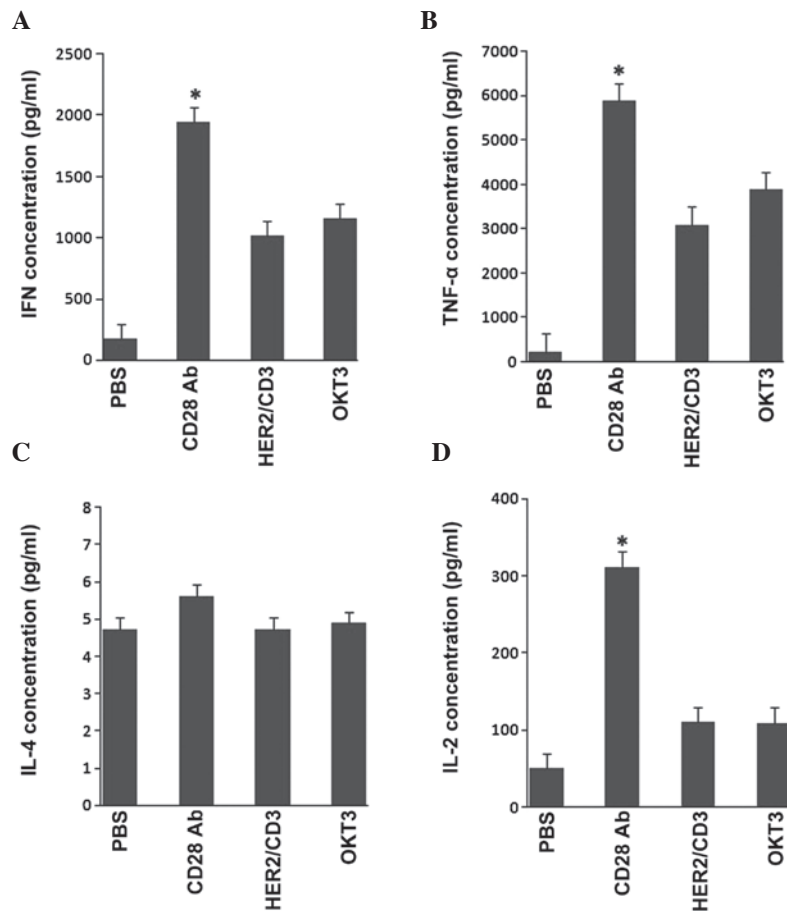 A
IFN concentration (pg/ml)
2500
2000
1500
1000
500
0
*
PBS
CD28 Ab
HER2/CD3
OKT3
B
TNF-α concentration (pg/ml)
7000
6000
5000
4000
3000
2000
1000
0
*
PBS
CD28 Ab
HER2/CD3
OKT3
C
IL-4 concentration (pg/ml)
8
7
6
5
4
3
2
1
0
PBS
CD28 Ab
HER2/CD3
OKT3
D
IL-2 concentration (pg/ml)
400
300
200
100
0
*
PBS
CD28 Ab
HER2/CD3
OKT3